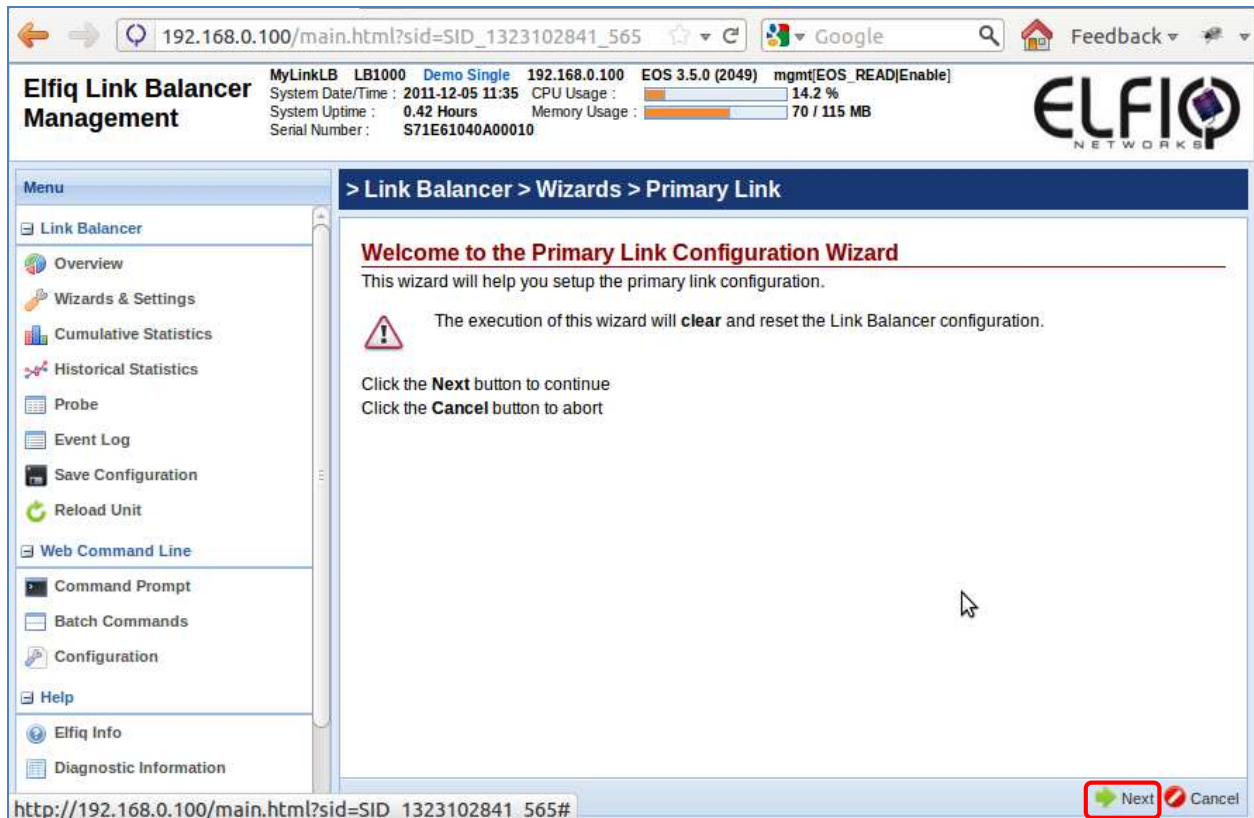 192.168.0.100/main.html?sid=SID_1323102841_565 Google Feedback
Elfiq Link Balancer Management
MyLinkLB LB1000 Demo Single 192.168.0.100 EOS 3.5.0 (2049) mgmt[EOS_READ|Enable]
System Date/Time : 2011-12-05 11:35 CPU Usage : 14.2 %
System Uptime : 0.42 Hours Memory Usage : 70 / 115 MB
Serial Number : S71E61040A00010
ELFIQ
NETWORKS
Menu
Link Balancer
Overview
Wizards & Settings
Cumulative Statistics
Historical Statistics
Probe
Event Log
Save Configuration
Reload Unit
Web Command Line
Command Prompt
Batch Commands
Configuration
Help
Elfiq Info
Diagnostic Information
> Link Balancer > Wizards > Primary Link
Welcome to the Primary Link Configuration Wizard
This wizard will help you setup the primary link configuration.
The execution of this wizard will clear and reset the Link Balancer configuration.
Click the Next button to continue
Click the Cancel button to abort
Next Cancel
http://192.168.0.100/main.html?sid=SID_1323102841_565#